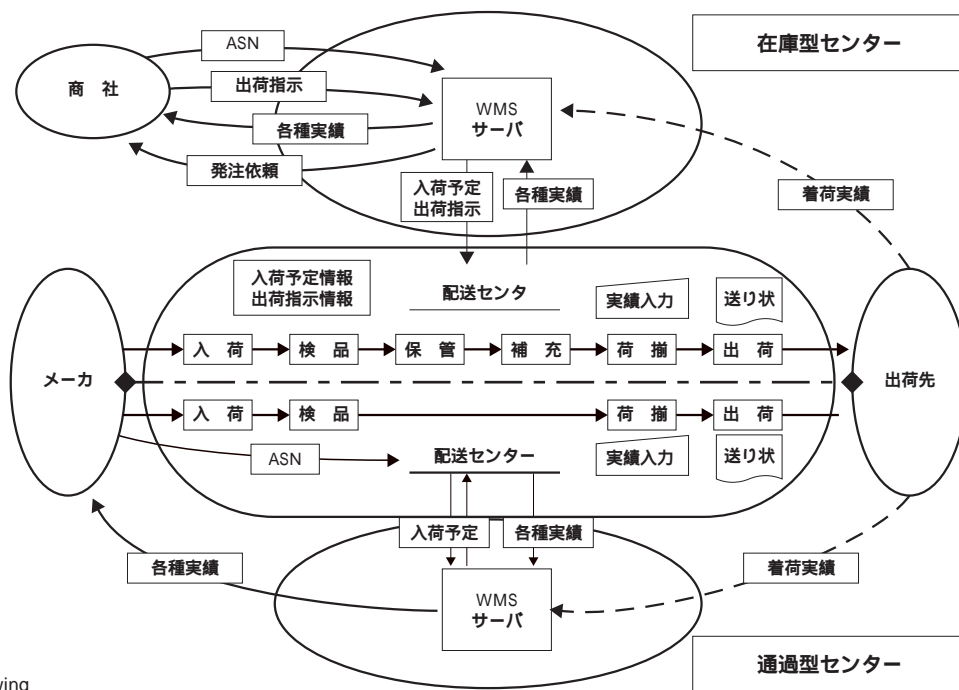 在庫型センター
ASN
商 社
出荷指示
WMS
サーバ
各種実績
発注依頼
入荷予定
出荷指示
各種実績
着荷実績
入荷予定情報
出荷指示情報
配送センタ
実績入力
送り状
入 荷
検 品
保 管
補 充
荷 揃
出 荷
メーカ
出荷先
入 荷
検 品
荷 揃
出 荷
ASN
配送センター
実績入力
送り状
入荷予定
各種実績
各種実績
着荷実績
WMS
サーバ
通過型センター